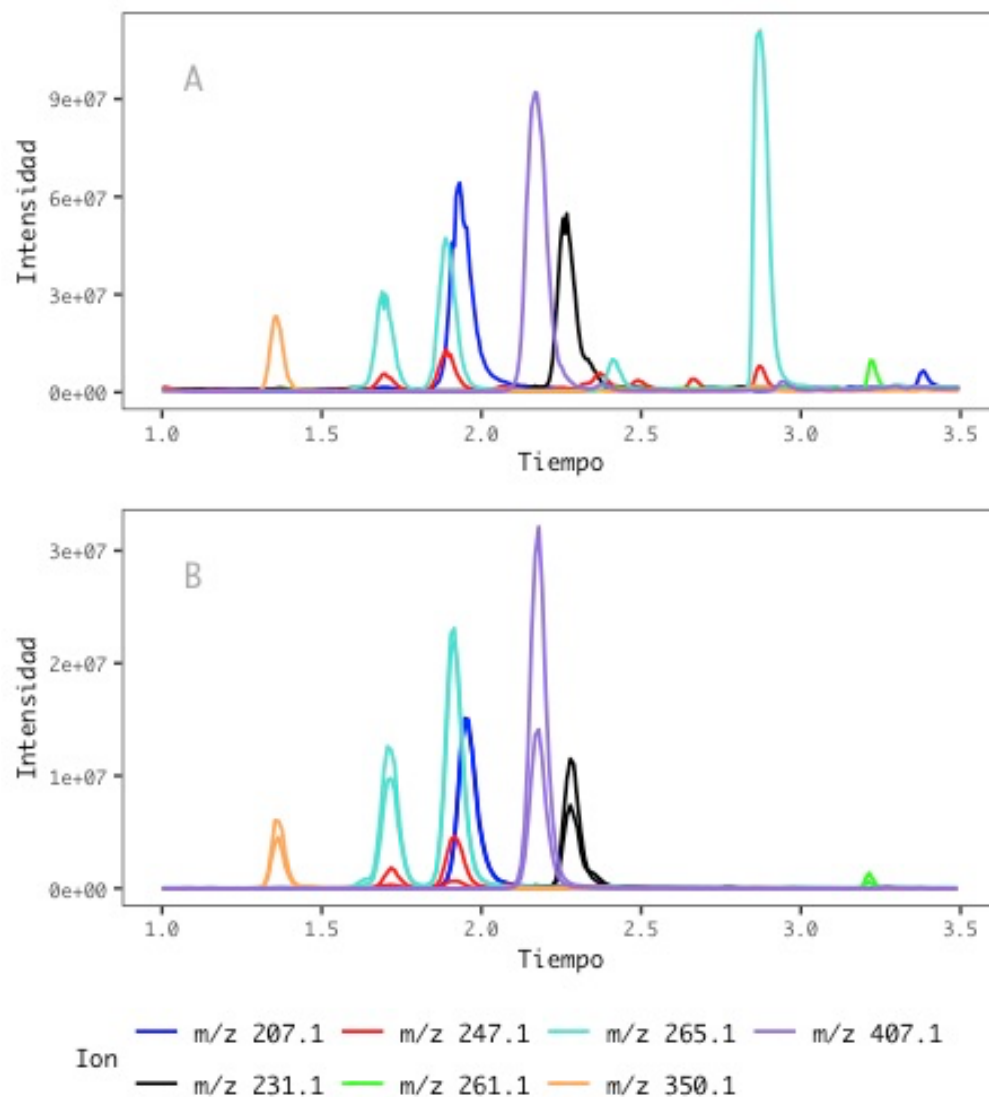 A
9e+07
6e+07
3e+07
0e+00
Intensidad
1.0 1.5 2.0 2.5 3.0 3.5
Tiempo
B
3e+07
2e+07
1e+07
0e+00
Intensidad
1.0 1.5 2.0 2.5 3.0 3.5
Tiempo
Ion
m/z 207.1 m/z 247.1 m/z 265.1 m/z 407.1
m/z 231.1 m/z 261.1 m/z 350.1